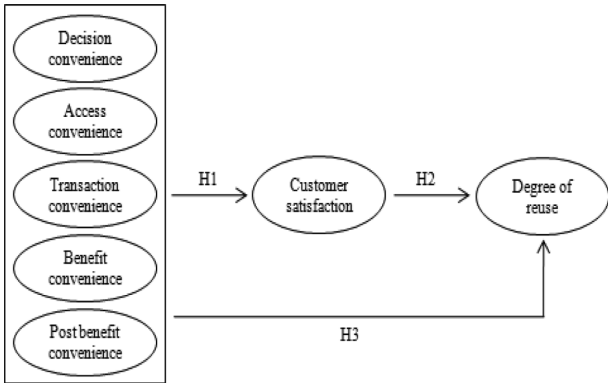 Decision
convenience
Access
convenience
Transaction
convenience
Benefit
convenience
Post benefit
convenience
H1
Customer
satisfaction
H2
Degree of
reuse
H3